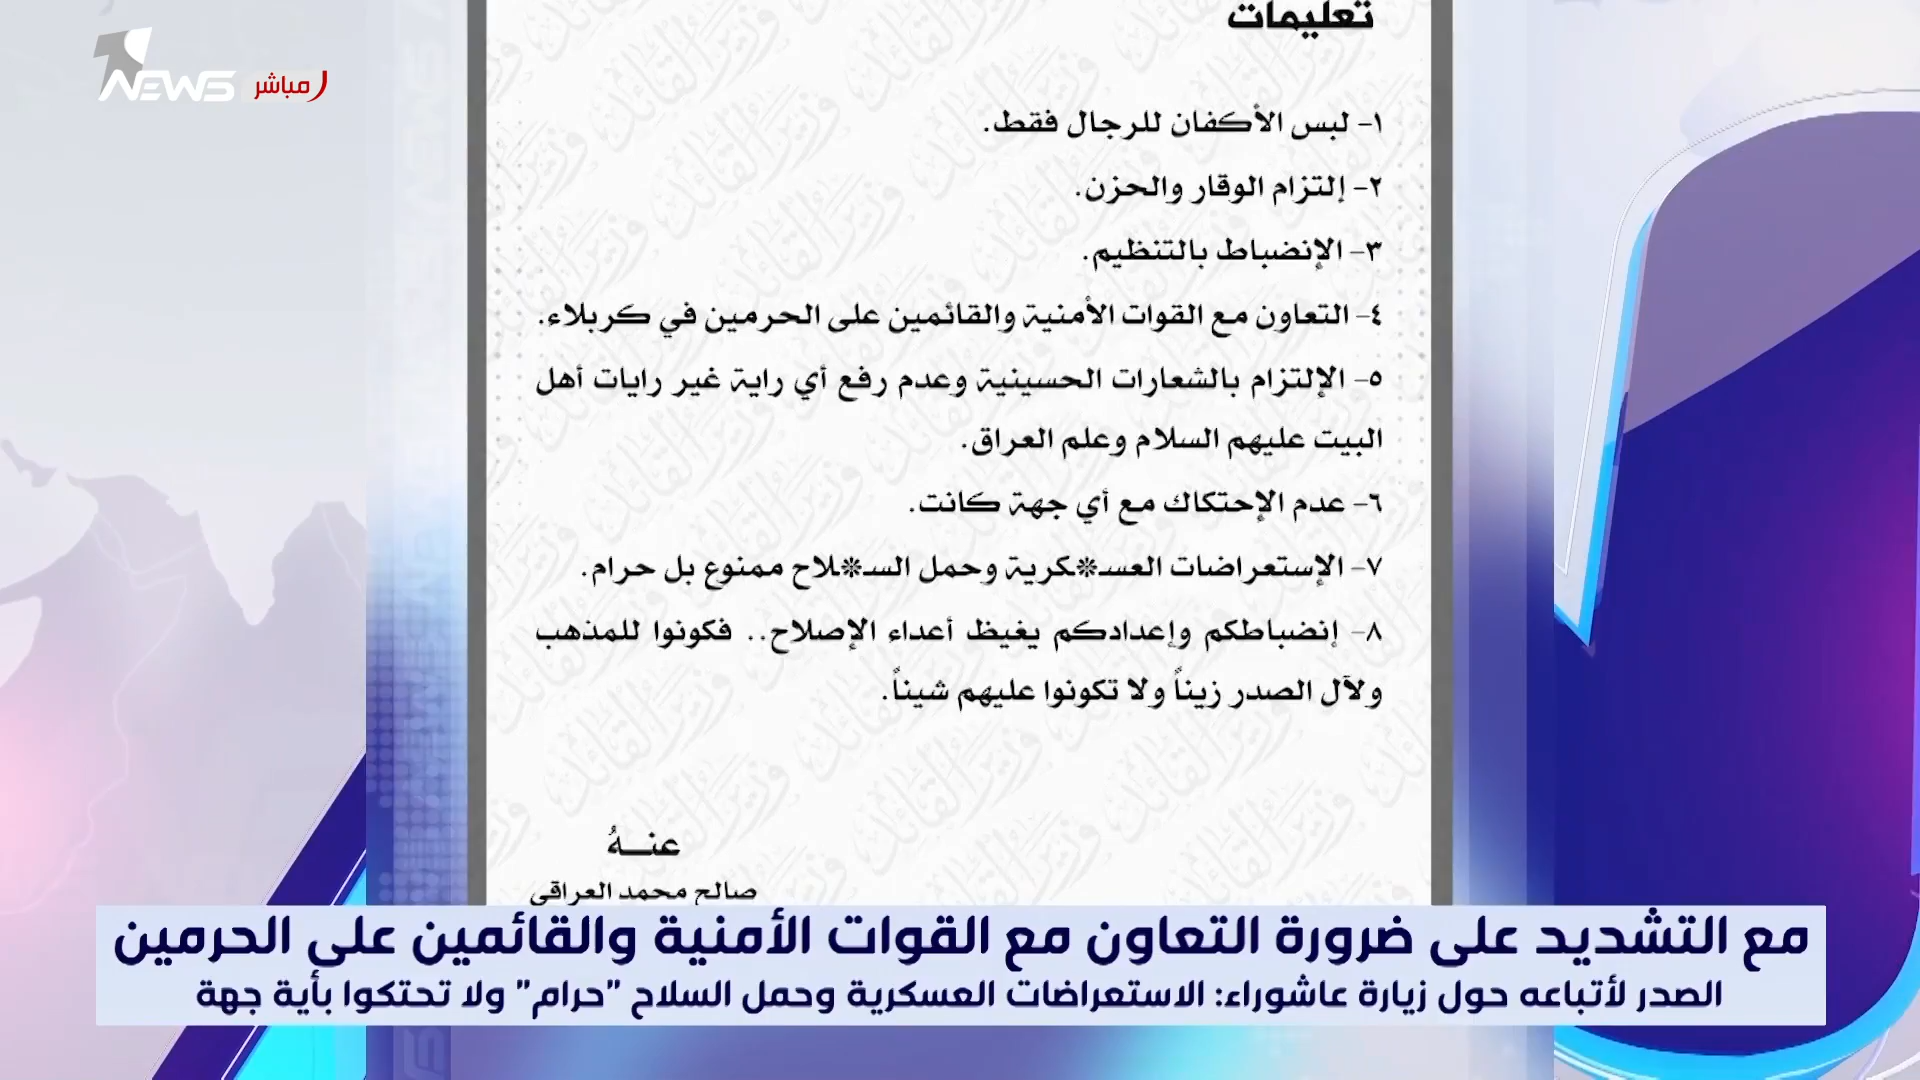 تعليمات
NEWS مباشر
١- لبس الأكفان للرجال فقط.
٢- إلتزام الوقار والحزن.
٣- الإنضباط بالتنظيم.
٤- التعاون مع القوات الأمنية والقائمين على الحرمين في كربلاء.
٥- الإلتزام بالشعارات الحسينية وعدم رفع أي راية غير رايات أهل
البيت عليهم السلام وعلم العراق.
٦- عدم الإحتكاك مع أي جهة كانت.
٧- الإستعراضات العسـ*ـكرية وحمل السـ*ـلاح ممنوع بل حرام.
٨- إنضباطكم وإعدادكم يغيظ أعداء الإصلاح.. فكونوا للمذهب
ولآل الصدر زيناً ولا تكونوا عليهم شيناً.
عنــهُ
صالح محمد العراقي
مع التشديد على ضرورة التعاون مع القوات الأمنية والقائمين على الحرمين
الصدر لأتباعه حول زيارة عاشوراء: الاستعراضات العسكرية وحمل السلاح "حرام" ولا تحتكوا بأية جهة